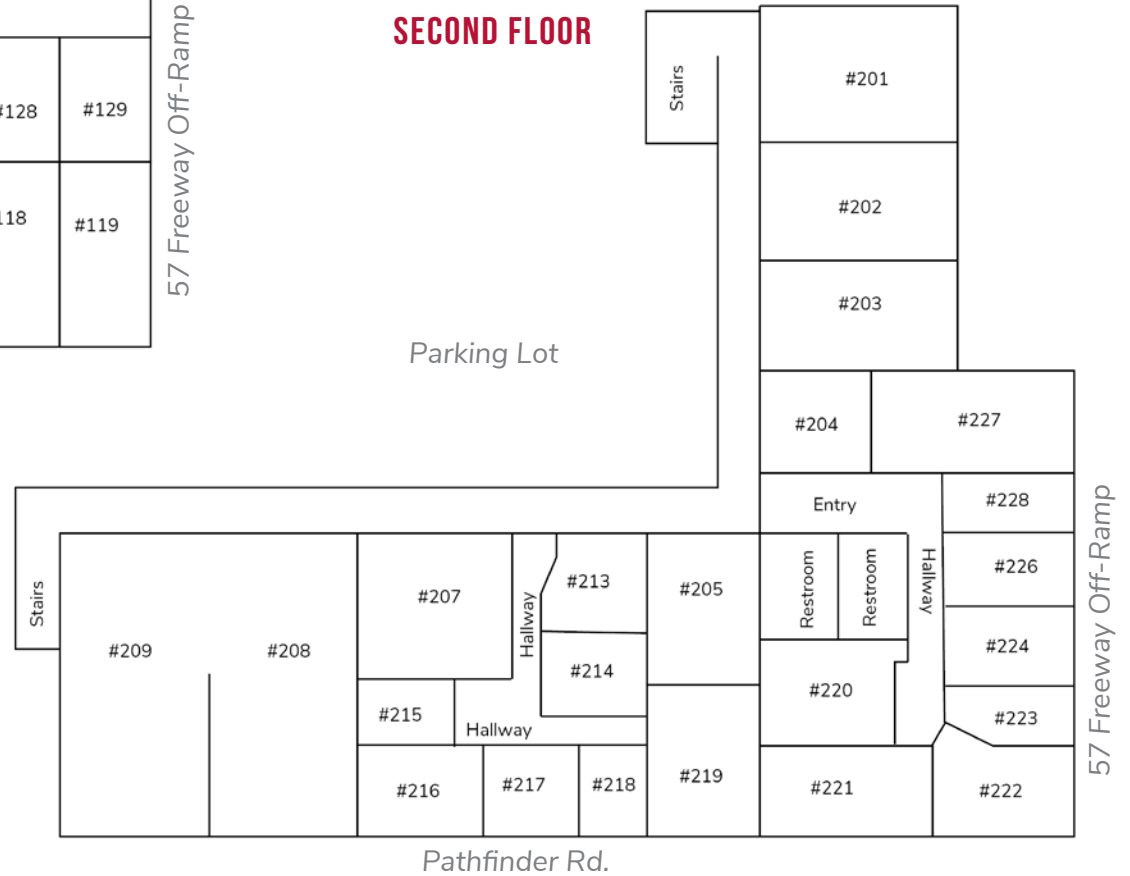 SECOND FLOOR
57 Freeway Off-Ramp
#128
#129
118
#119
Stairs
#201
#202
#203
Parking Lot
#204
#227
Entry
#228
Stairs
#209
#208
#207
Hallway
#213
#205
Restroom
Restroom
Hallway
#226
57 Freeway Off-Ramp
#214
#224
#215
Hallway
#220
#223
#216
#217
#218
#219
#221
#222
Pathfinder Rd.